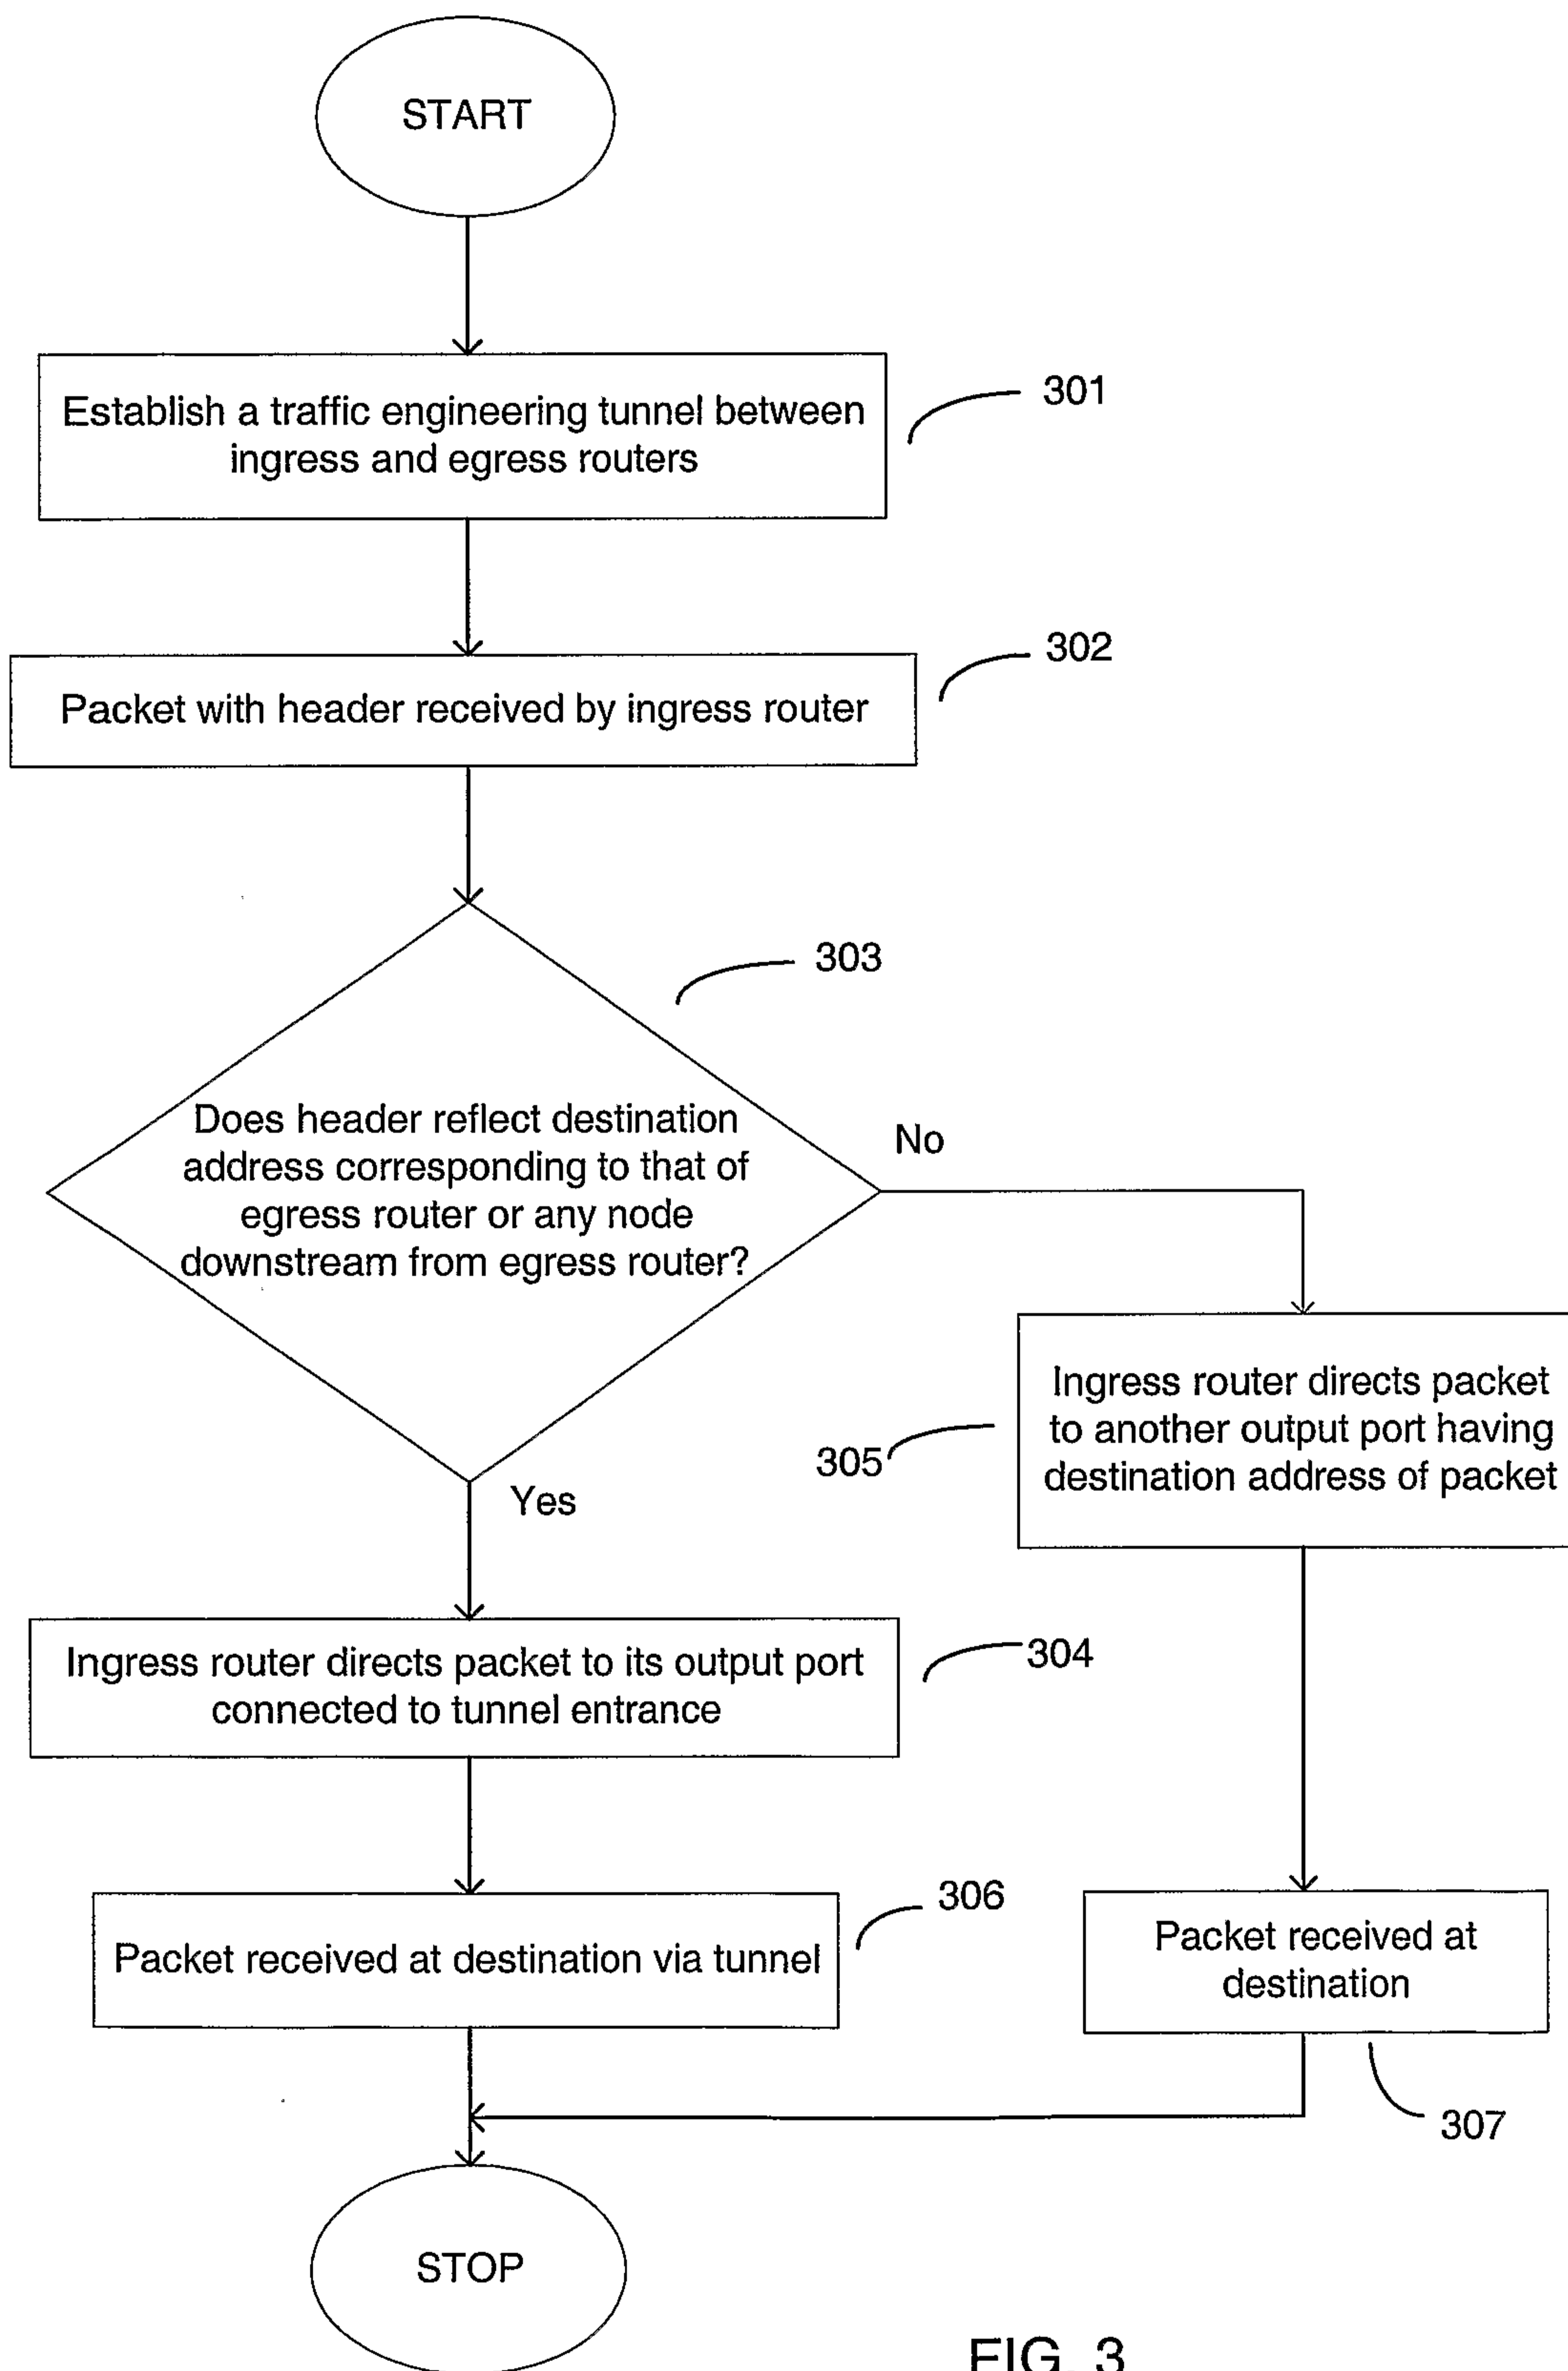 START
Establish a traffic engineering tunnel between
ingress and egress routers
301
Packet with header received by ingress router
302
303
Does header reflect destination
address corresponding to that of
egress router or any node
downstream from egress router?
No
Yes
Ingress router directs packet
to another output port having
destination address of packet
305
Ingress router directs packet to its output port
connected to tunnel entrance
304
Packet received at destination via tunnel
306
Packet received at
destination
307
STOP
FIG. 3